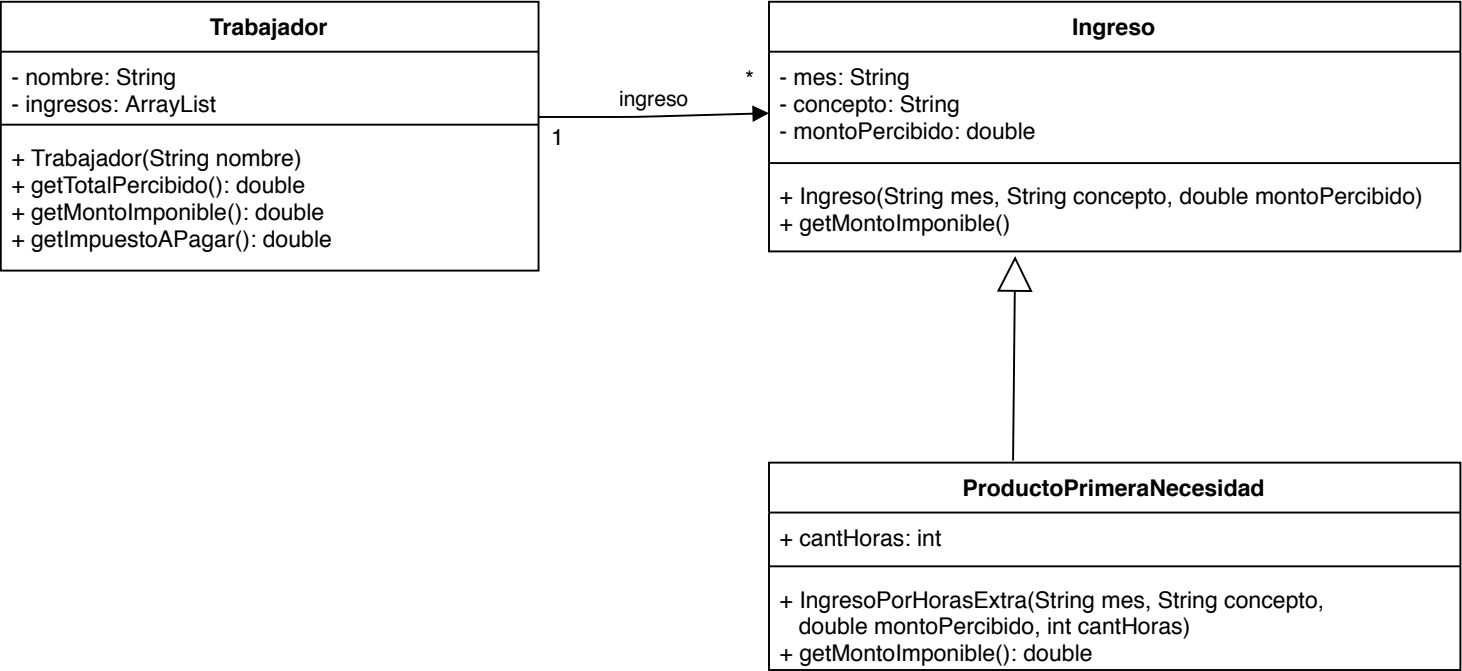 Trabajador
- nombre: String
- ingresos: ArrayList
+ Trabajador(String nombre)
+ getTotalPercibido(): double
+ getMontoImponible(): double
+ getImpuestoAPagar(): double
ingreso
1
*
Ingreso
- mes: String
- concepto: String
- montoPercibido: double
+ Ingreso(String mes, String concepto, double montoPercibido)
+ getMontoImponible()
ProductoPrimeraNecesidad
+ cantHoras: int
+ IngresoPorHorasExtra(String mes, String concepto,
double montoPercibido, int cantHoras)
+ getMontoImponible(): double